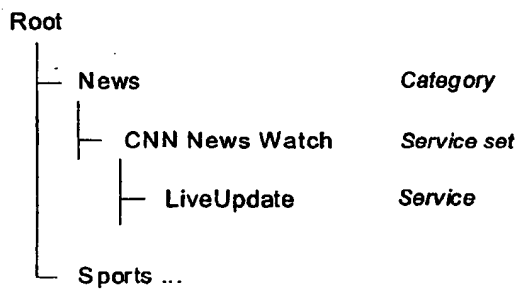 Root
News Category
CNN News Watch Service set
LiveUpdate Service
Sports ...